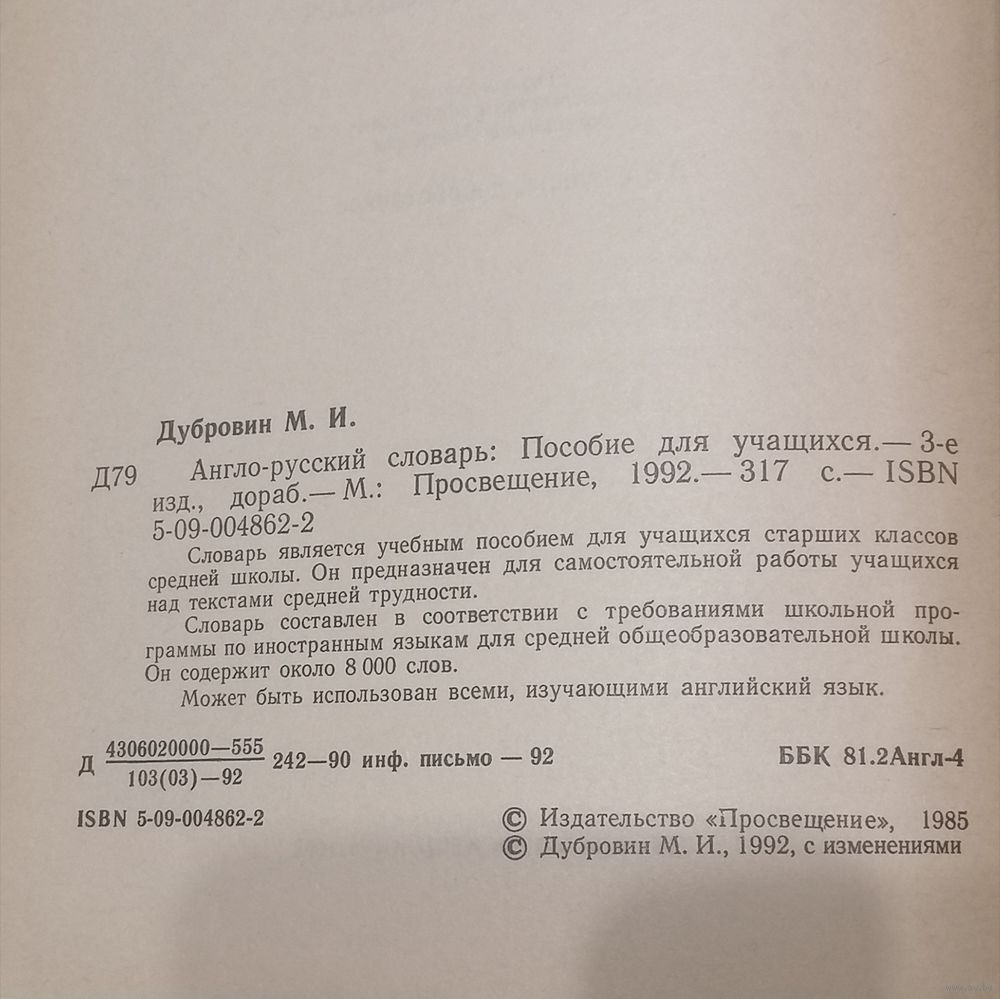 Дубровин М. И.
Д79 Англо-русский словарь: Пособие для учащихся.— 3-е
изд., дораб.— М.: Просвещение, 1992.— 317 с.— ISBN
5-09-004862-2
Словарь является учебным пособием для учащихся старших классов
средней школы. Он предназначен для самостоятельной работы учащихся
над текстами средней трудности.
Словарь составлен в соответствии с требованиями школьной про-
граммы по иностранным языкам для средней общеобразовательной школы.
Он содержит около 8 000 слов.
Может быть использован всеми, изучающими английский язык.
Д 4306020000—555 242—90 инф. письмо — 92 ББК 81.2Англ-4
103(03)—92
ISBN 5-09-004862-2 © Издательство «Просвещение», 1985
© Дубровин М. И., 1992, с изменениями